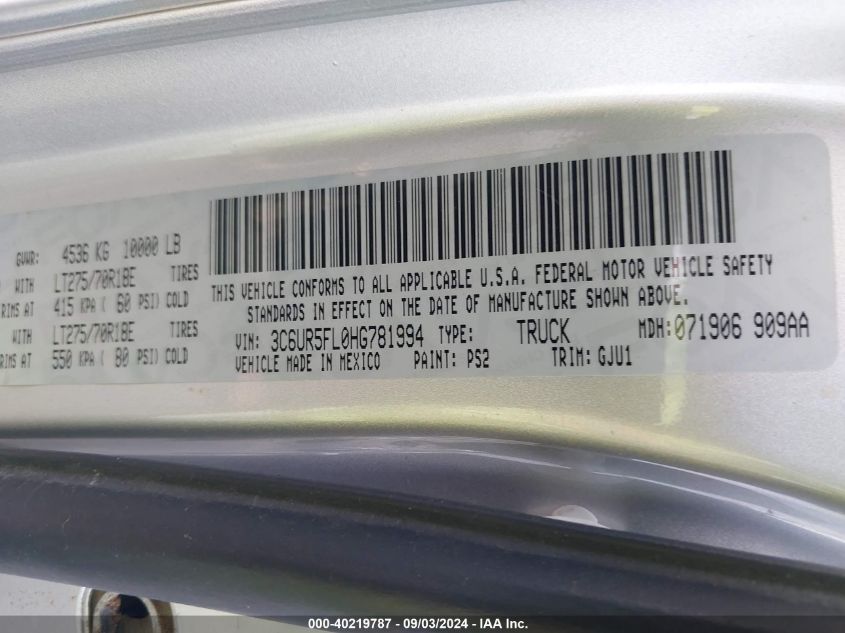 GVWR: 4536 KG 10000 LB
WITH LT275/70R18E TIRES
RIMS AT 415 KPA ( 60 PSI) COLD
WITH LT275/70R18E TIRES
RIMS AT 550 KPA ( 80 PSI) COLD
THIS VEHICLE CONFORMS TO ALL APPLICABLE U.S.A. FEDERAL MOTOR VEHICLE SAFETY
STANDARDS IN EFFECT ON THE DATE OF MANUFACTURE SHOWN ABOVE.
VIN: 3C6UR5FL0HG781994 TYPE: TRUCK MDH:071906 909AA
VEHICLE MADE IN MEXICO PAINT: PS2 TRIM: GJU1
000-40219787 - 09/03/2024 - IAA Inc.